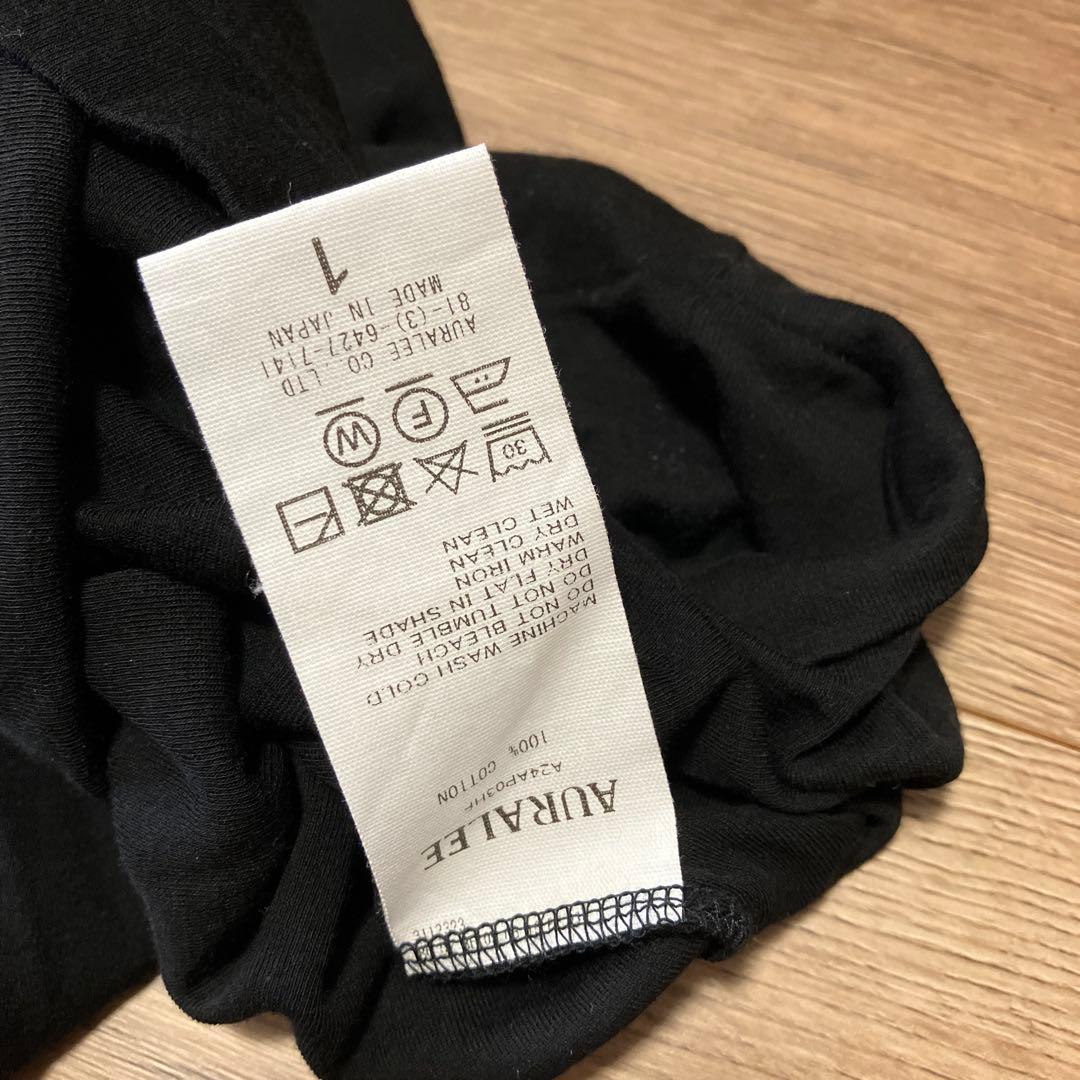 AURALEE
A24AP03HF
100% COTTON
MACHINE WASH COLD
DO NOT BLEACH
DO NOT TUMBLE DRY
DRY FLAT IN SHADE
WARM IRON
DRY CLEAN
WET CLEAN
30
F
W
AURALEE CO.,LTD
81-(3)-6427-7141
MADE IN JAPAN
1